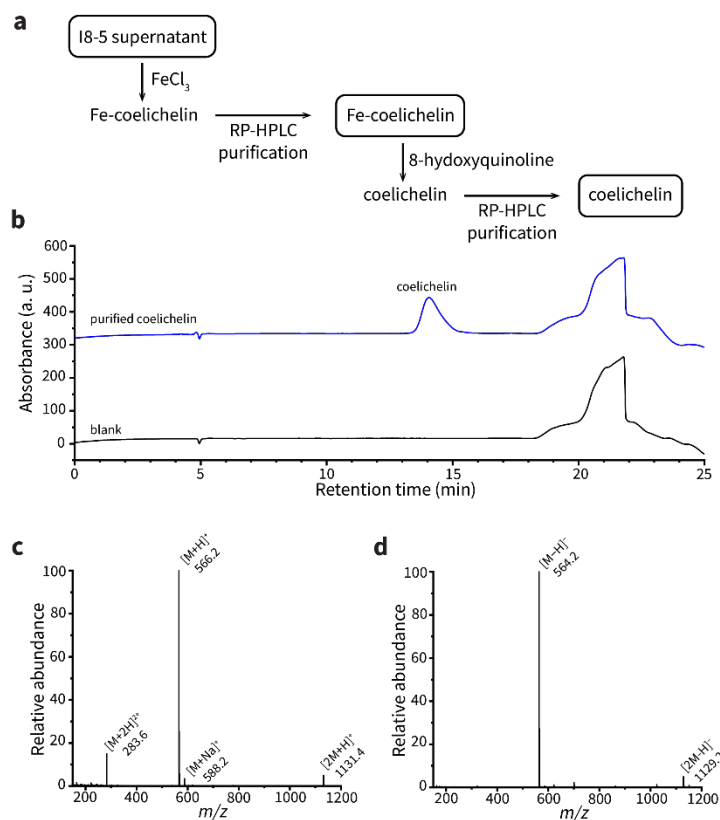 a
I8-5 supernatant
FeCl₃
Fe-coelichelin
RP-HPLC
purification
Fe-coelichelin
8-hydoxyquinoline
coelichelin
RP-HPLC
purification
coelichelin
b
600
500
400
300
200
100
0
Absorbance (a. u.)
purified coelichelin
coelichelin
blank
0 5 10 15 20 25
Retention time (min)
c
100
80
60
40
20
0
Relative abundance
[M+2H]²⁺
283.6
[M+H]⁺
566.2
[M+Na]⁺
588.2
[2M+H]⁺
1131.4
200 400 600 800 1000 1200
m/z
d
100
80
60
40
20
0
Relative abundance
[M−H]⁻
564.2
[2M-H]⁻
200 400 600 800 1000 1200
m/z